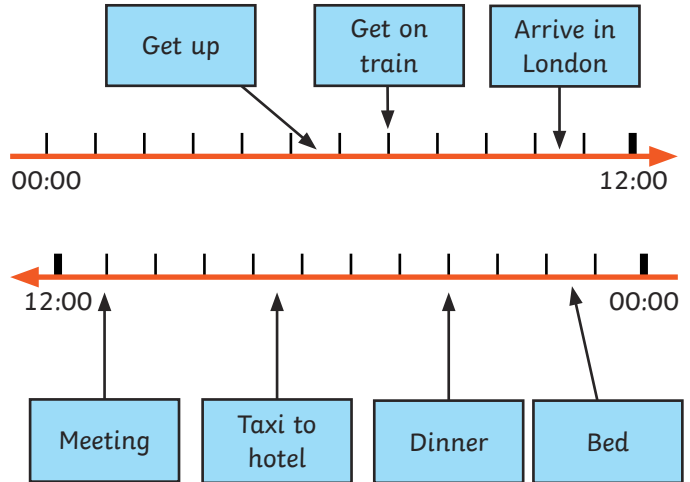 Get up
Get on
train
Arrive in
London
00:00
12:00
12:00
00:00
Meeting
Taxi to
hotel
Dinner
Bed